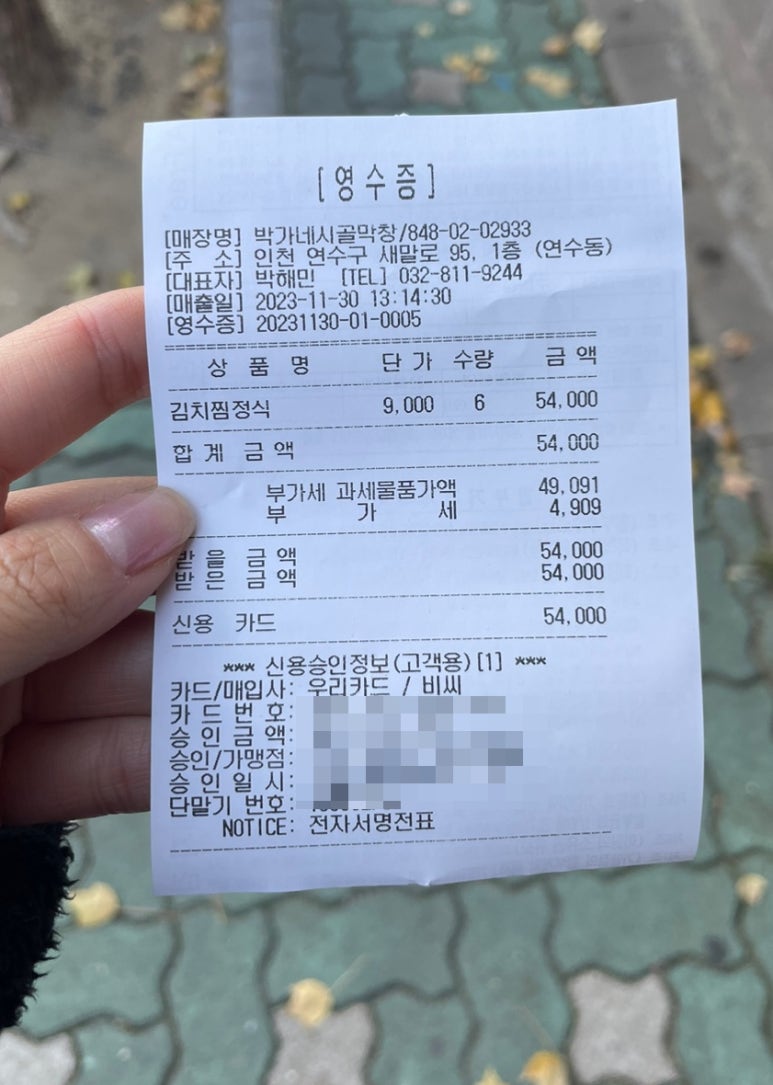 [영수증]
[매장명] 박가네시골막창/848-02-02933
[주 소] 인천 연수구 새말로 95, 1층 (연수동)
[대표자] 박해민 [TEL] 032-811-9244
[매출일] 2023-11-30 13:14:30
[영수증] 20231130-01-0005
상 품 명 단 가 수량 금 액
김치찜정식 9,000 6 54,000
합 계 금 액 54,000
부가세 과세물품가액 49,091
부 가 세 4,909
받 을 금 액 54,000
받 은 금 액 54,000
신용 카드 54,000
*** 신용승인정보(고객용)[1] ***
카드/매입사: 우리카드 / 비씨
카 드 번 호:
승 인 금 액:
승인/가맹점:
승 인 일 시:
단말기 번호:
NOTICE: 전자서명전표